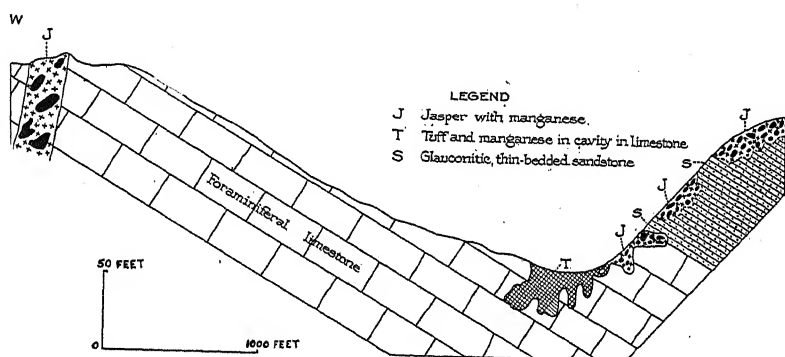 W
J
LEGEND
J Jasper with manganese.
T Tuff and manganese in cavity in limestone
S Glauconitic, thin-bedded sandstone
J
S
J
S
J
Foraminiferal limestone
T
50 FEET
0
1000 FEET